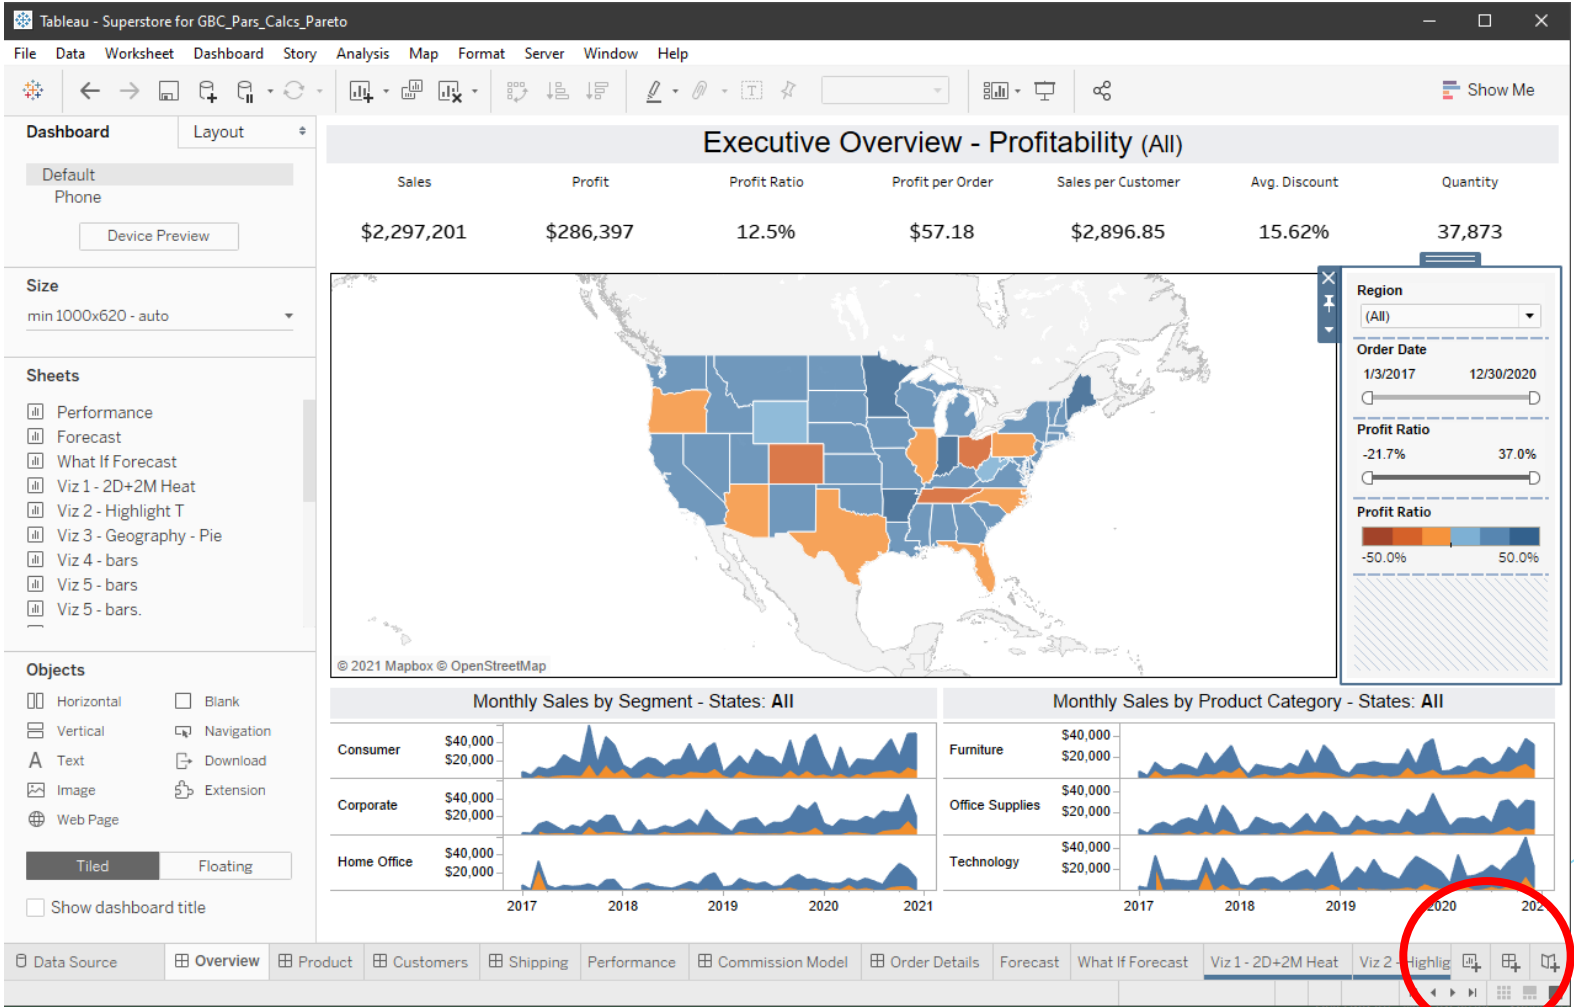 Tableau - Superstore for GBC_Pars_Calcs_Pareto
File Data Worksheet Dashboard Story Analysis Map Format Server Window Help
Show Me
Dashboard Layout
Default
Phone
Device Preview
Size
min 1000x620 - auto
Sheets
Performance
Forecast
What If Forecast
Viz 1 - 2D+2M Heat
Viz 2 - Highlight T
Viz 3 - Geography - Pie
Viz 4 - bars
Viz 5 - bars
Viz 5 - bars.
Objects
Horizontal Blank
Vertical Navigation
A Text Download
Image Extension
Web Page
Tiled Floating
Show dashboard title
Executive Overview - Profitability (All)
Sales Profit Profit Ratio Profit per Order Sales per Customer Avg. Discount Quantity
$2,297,201 $286,397 12.5% $57.18 $2,896.85 15.62% 37,873
© 2021 Mapbox © OpenStreetMap
Region
(All)
Order Date
1/3/2017 12/30/2020
Profit Ratio
-21.7% 37.0%
Profit Ratio
-50.0% 50.0%
Monthly Sales by Segment - States: All
Consumer $40,000
$20,000
Corporate $40,000
$20,000
Home Office $40,000
$20,000
2017 2018 2019 2020 2021
Monthly Sales by Product Category - States: All
Furniture $40,000
$20,000
Office Supplies $40,000
$20,000
Technology $40,000
$20,000
2017 2018 2019 2020 202
Data Source Overview Product Customers Shipping Performance Commission Model Order Details Forecast What If Forecast Viz 1 - 2D+2M Heat Viz 2 - Highlig